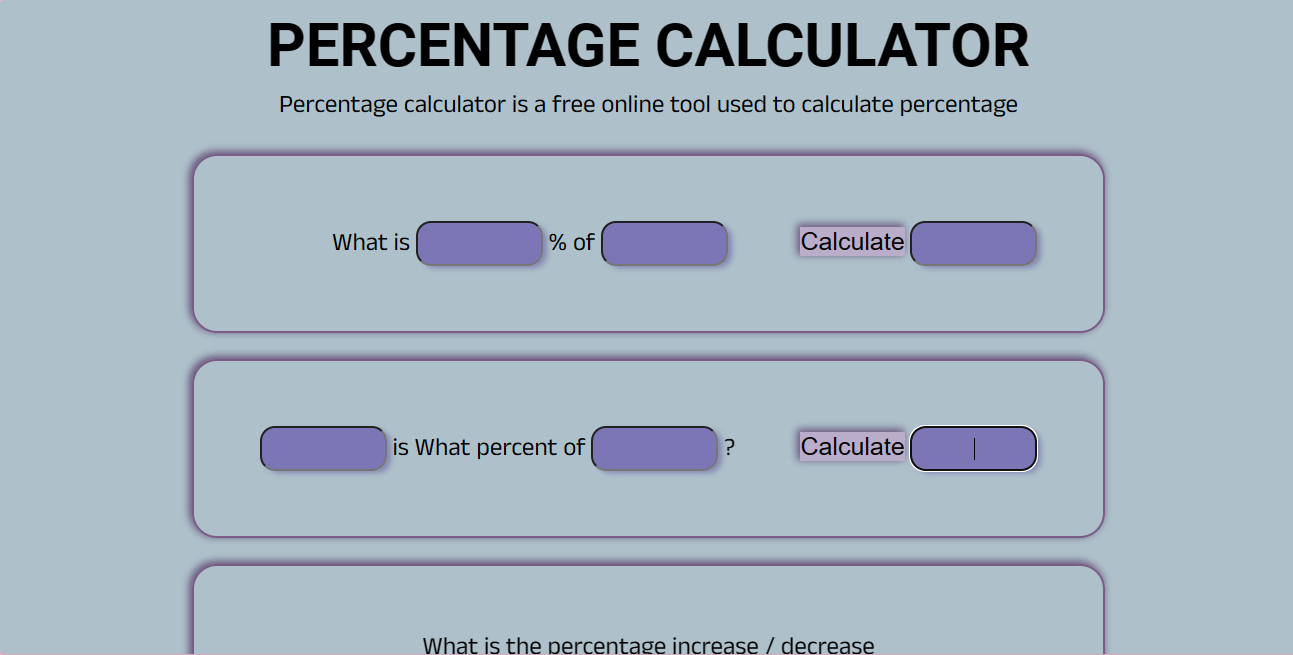 PERCENTAGE CALCULATOR
Percentage calculator is a free online tool used to calculate percentage
What is % of Calculate
is What percent of ? Calculate
What is the percentage increase / decrease